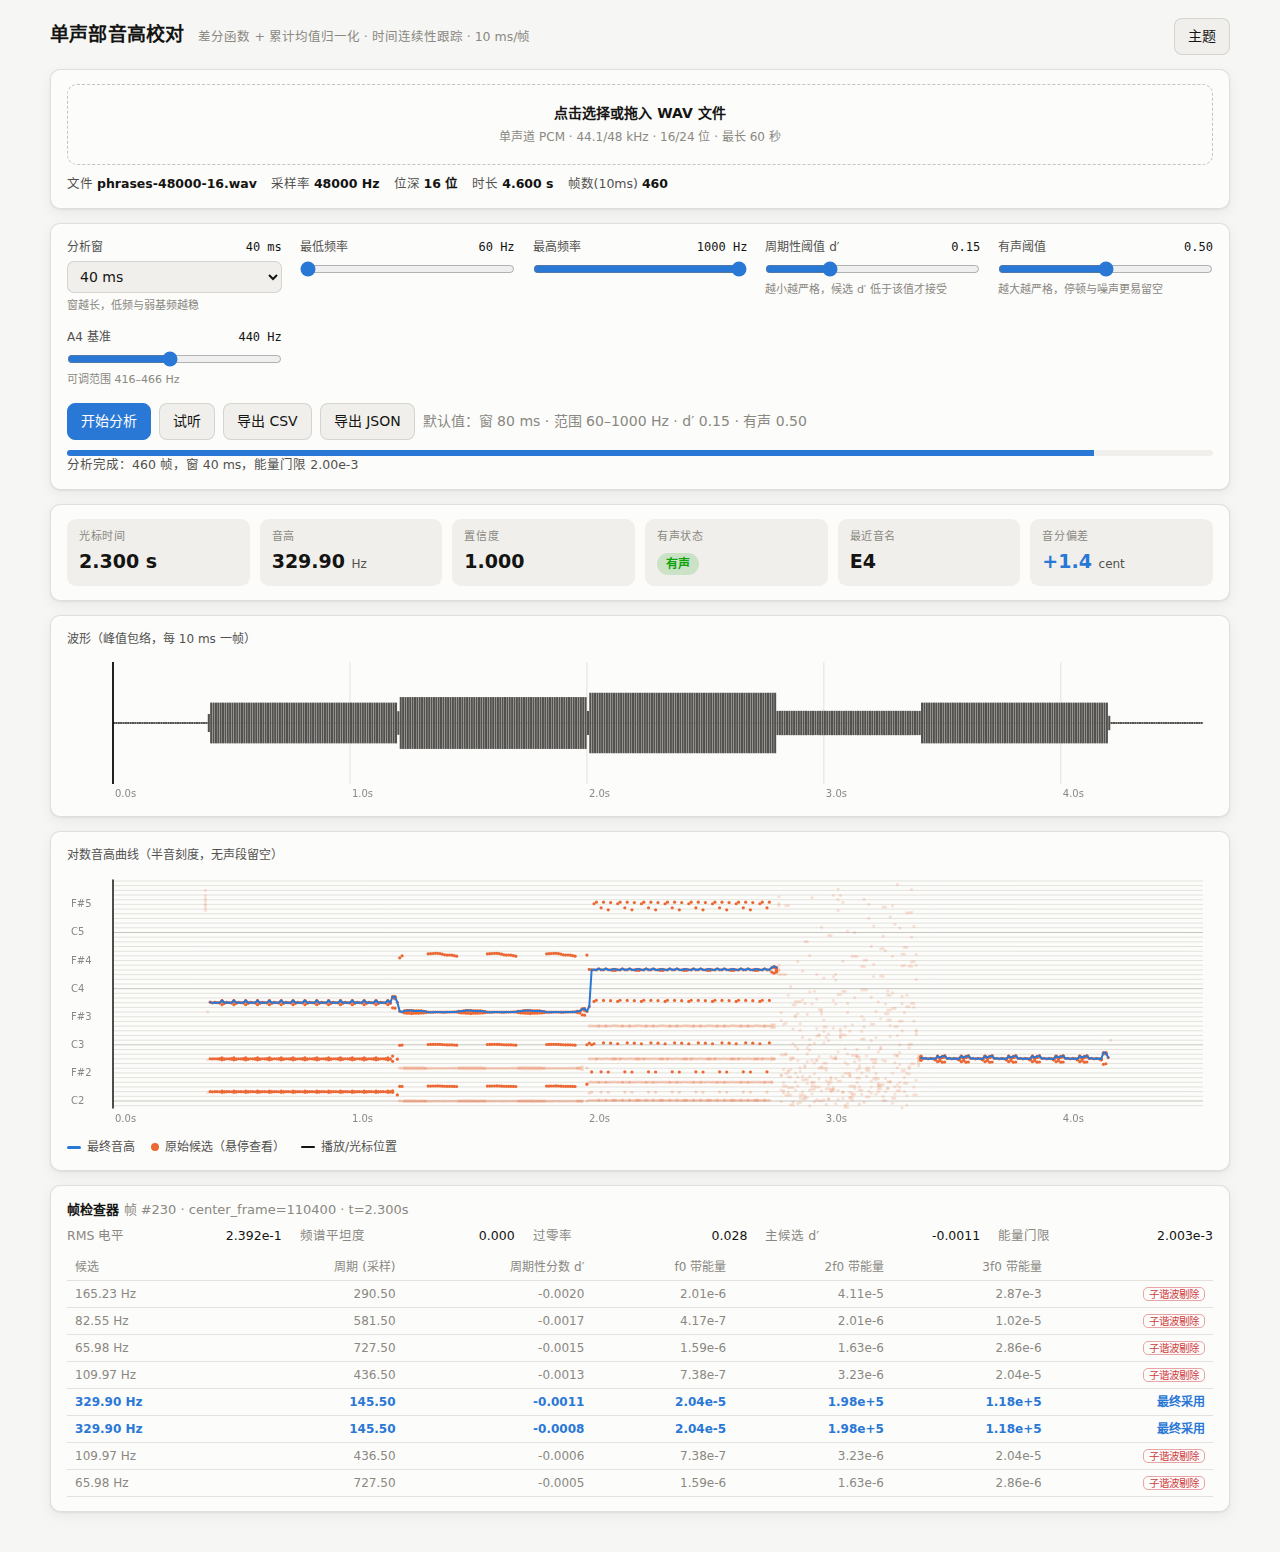 单声部音高校对 差分函数 + 累计均值归一化 · 时间连续性跟踪 · 10 ms/帧 主题
点击选择或拖入 WAV 文件
单声道 PCM · 44.1/48 kHz · 16/24 位 · 最长 60 秒
文件 phrases-48000-16.wav 采样率 48000 Hz 位深 16 位 时长 4.600 s 帧数(10ms) 460
分析窗 40 ms 最低频率 60 Hz 最高频率 1000 Hz 周期性阈值 d′ 0.15 有声阈值 0.50
40 ms
窗越长，低频与弱基频越稳 越小越严格，候选 d′ 低于该值才接受 越大越严格，停顿与噪声更易留空
A4 基准 440 Hz
可调范围 416–466 Hz
开始分析 试听 导出 CSV 导出 JSON 默认值：窗 80 ms · 范围 60–1000 Hz · d′ 0.15 · 有声 0.50
分析完成：460 帧，窗 40 ms，能量门限 2.00e-3
光标时间 音高 置信度 有声状态 最近音名 音分偏差
2.300 s 329.90 Hz 1.000 有声 E4 +1.4 cent
波形（峰值包络，每 10 ms 一帧）
0.0s 1.0s 2.0s 3.0s 4.0s
对数音高曲线（半音刻度，无声段留空）
F#5
C5
F#4
C4
F#3
C3
F#2
C2
0.0s 1.0s 2.0s 3.0s 4.0s
最终音高 原始候选（悬停查看） 播放/光标位置
帧检查器 帧 #230 · center_frame=110400 · t=2.300s
RMS 电平 2.392e-1 频谱平坦度 0.000 过零率 0.028 主候选 d′ -0.0011 能量门限 2.003e-3
候选 周期 (采样) 周期性分数 d′ f0 带能量 2f0 带能量 3f0 带能量
165.23 Hz 290.50 -0.0020 2.01e-6 4.11e-5 2.87e-3 子谐波剔除
82.55 Hz 581.50 -0.0017 4.17e-7 2.01e-6 1.02e-5 子谐波剔除
65.98 Hz 727.50 -0.0015 1.59e-6 1.63e-6 2.86e-6 子谐波剔除
109.97 Hz 436.50 -0.0013 7.38e-7 3.23e-6 2.04e-5 子谐波剔除
329.90 Hz 145.50 -0.0011 2.04e-5 1.98e+5 1.18e+5 最终采用
329.90 Hz 145.50 -0.0008 2.04e-5 1.98e+5 1.18e+5 最终采用
109.97 Hz 436.50 -0.0006 7.38e-7 3.23e-6 2.04e-5 子谐波剔除
65.98 Hz 727.50 -0.0005 1.59e-6 1.63e-6 2.86e-6 子谐波剔除